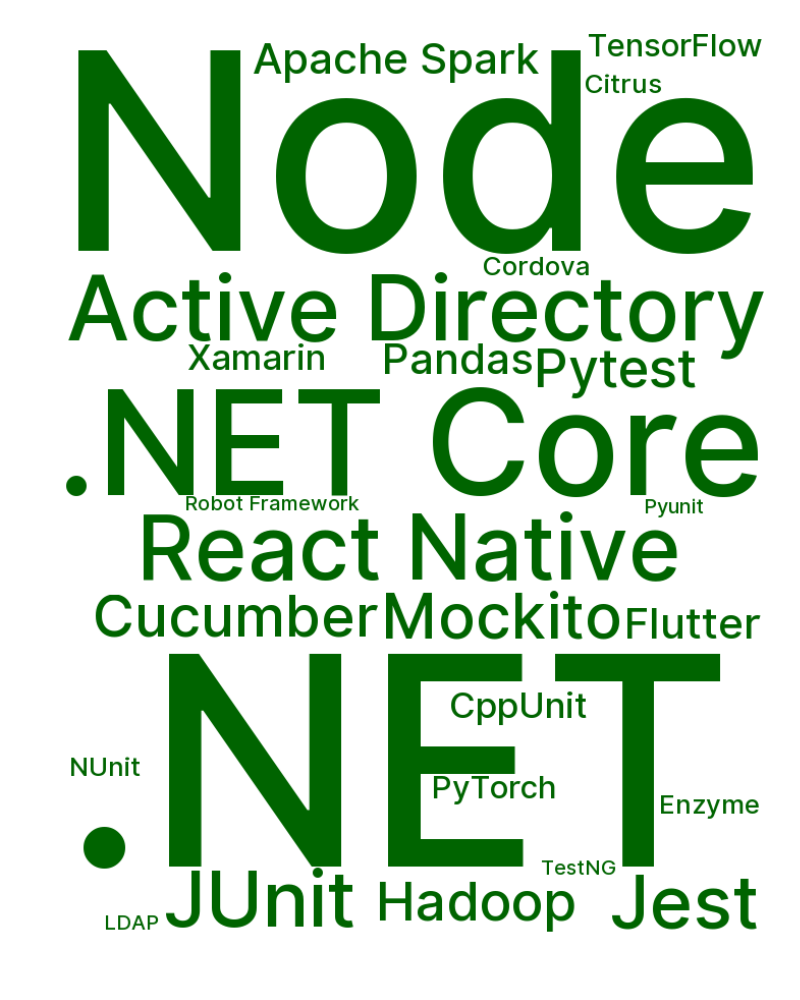 TensorFlow
Apache Spark
Citrus
Node
Cordova
Active Directory
Xamarin
Pandas
Pytest
.NET Core
Robot Framework
Pyunit
React Native
Cucumber
Mockito
Flutter
.NET
CppUnit
NUnit
PyTorch
Enzyme
TestNG
JUnit
Hadoop
Jest
LDAP